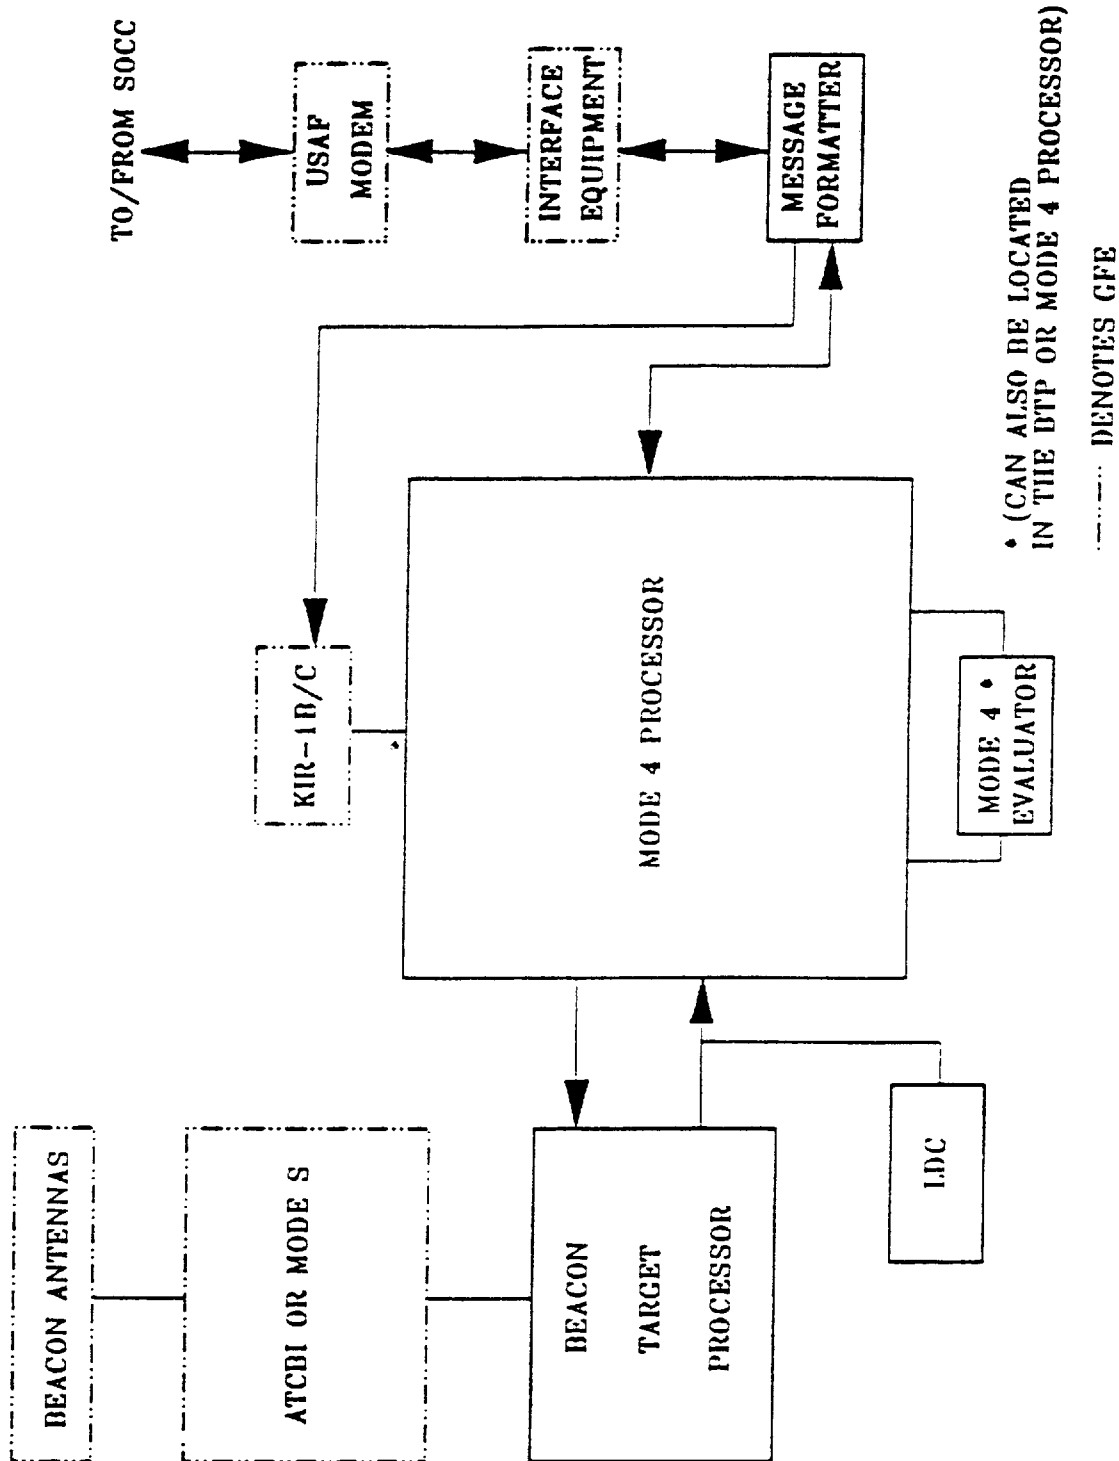 BEACON ANTENNAS
ATCBI OR MODE S
BEACON
TARGET
PROCESSOR
LDC
KIR-1B/C
MODE 4 PROCESSOR
MODE 4 *
EVALUATOR
TO/FROM SOCC
USAF
MODEM
INTERFACE
EQUIPMENT
MESSAGE
FORMATTER
* (CAN ALSO BE LOCATED
IN THE BTP OR MODE 4 PROCESSOR)
DENOTES GFE